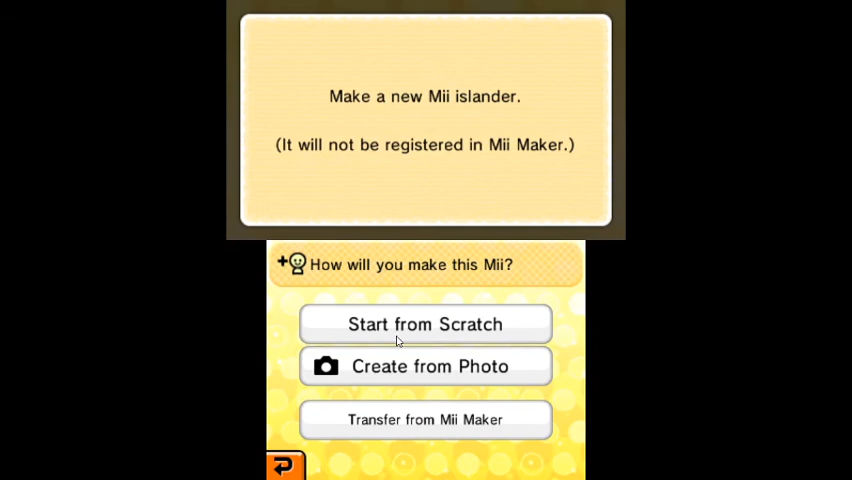 Make a new Mii islander.
(It will not be registered in Mii Maker.)
How will you make this Mii?
Start from Scratch
Create from Photo
Transfer from Mii Maker